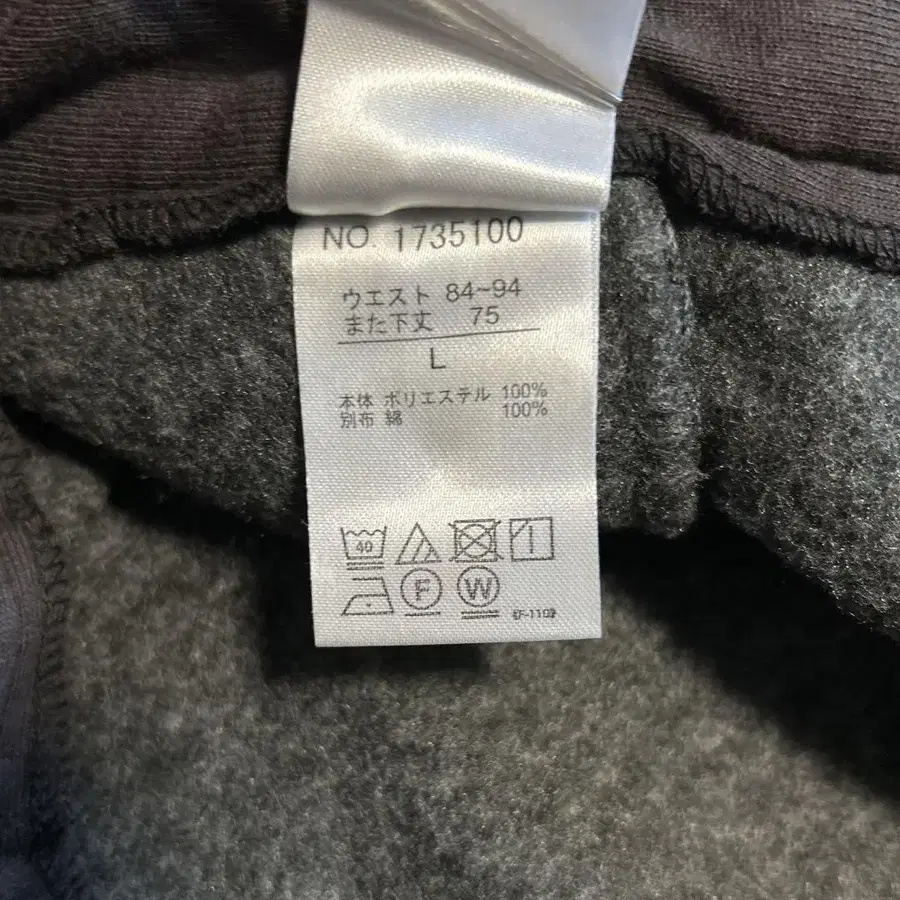 NO. 1735100
ウエスト 84~94
また下丈 75
L
本体 ポリエステル 100%
別布 綿 100%
40
F W